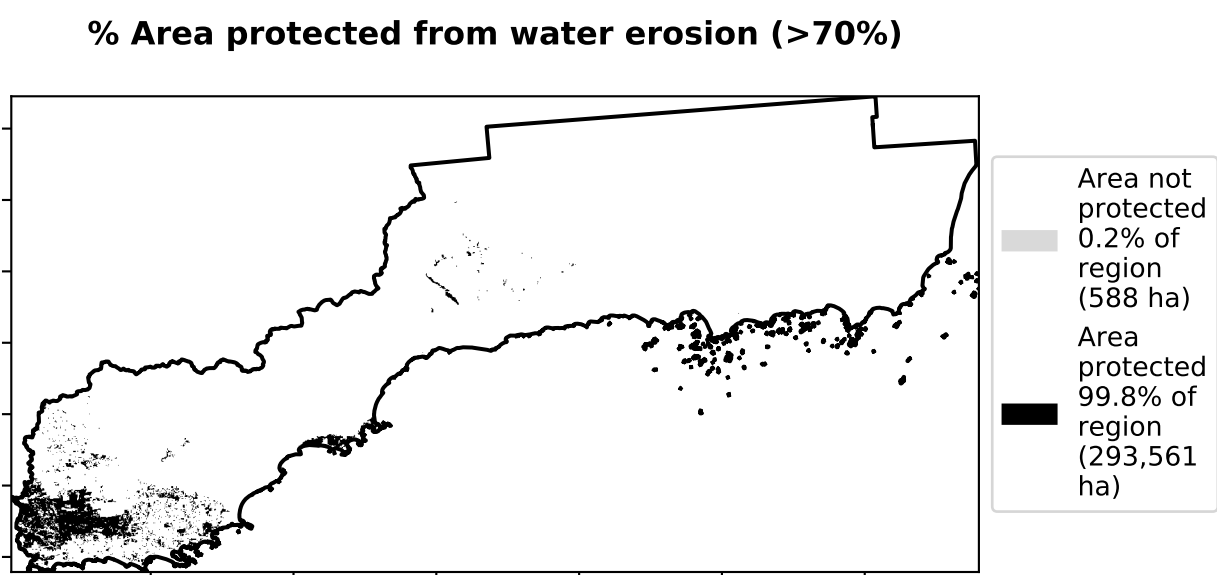 % Area protected from water erosion (>70%)
Area not
protected
0.2% of
region
(588 ha)
Area
protected
99.8% of
region
(293,561
ha)